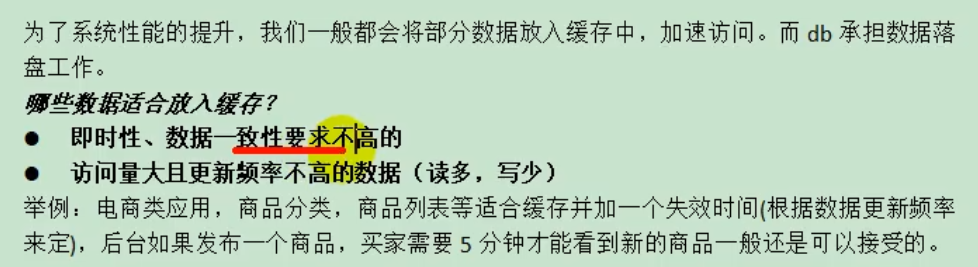 为了系统性能的提升，我们一般都会将部分数据放入缓存中，加速访问。而 db 承担数据落
盘工作。
哪些数据适合放入缓存？
● 即时性、数据一致性要求不高的
● 访问量大且更新频率不高的数据（读多，写少）
举例：电商类应用，商品分类，商品列表等适合缓存并加一个失效时间(根据数据更新频率
来定)，后台如果发布一个商品，买家需要 5 分钟才能看到新的商品一般还是可以接受的。